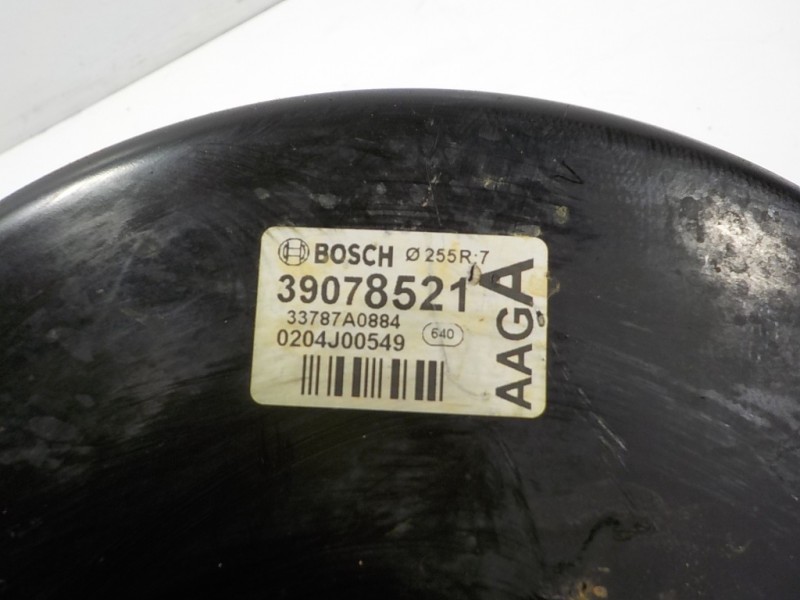 BOSCH Ø 255R·7
39078521
33787A0884
0204J00549 640
AAGA